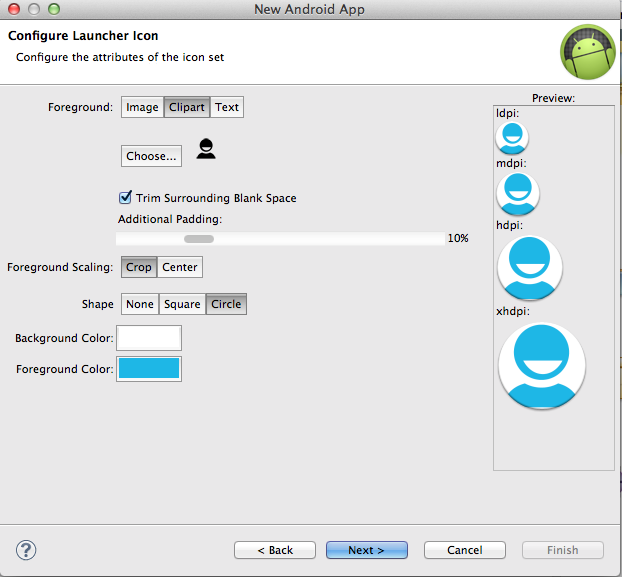 New Android App
Configure Launcher Icon
Configure the attributes of the icon set
Foreground: Image Clipart Text
Choose...
Trim Surrounding Blank Space
Additional Padding:
10%
Foreground Scaling: Crop Center
Shape None Square Circle
Background Color:
Foreground Color:
Preview:
ldpi:
mdpi:
hdpi:
xhdpi:
? < Back Next > Cancel Finish